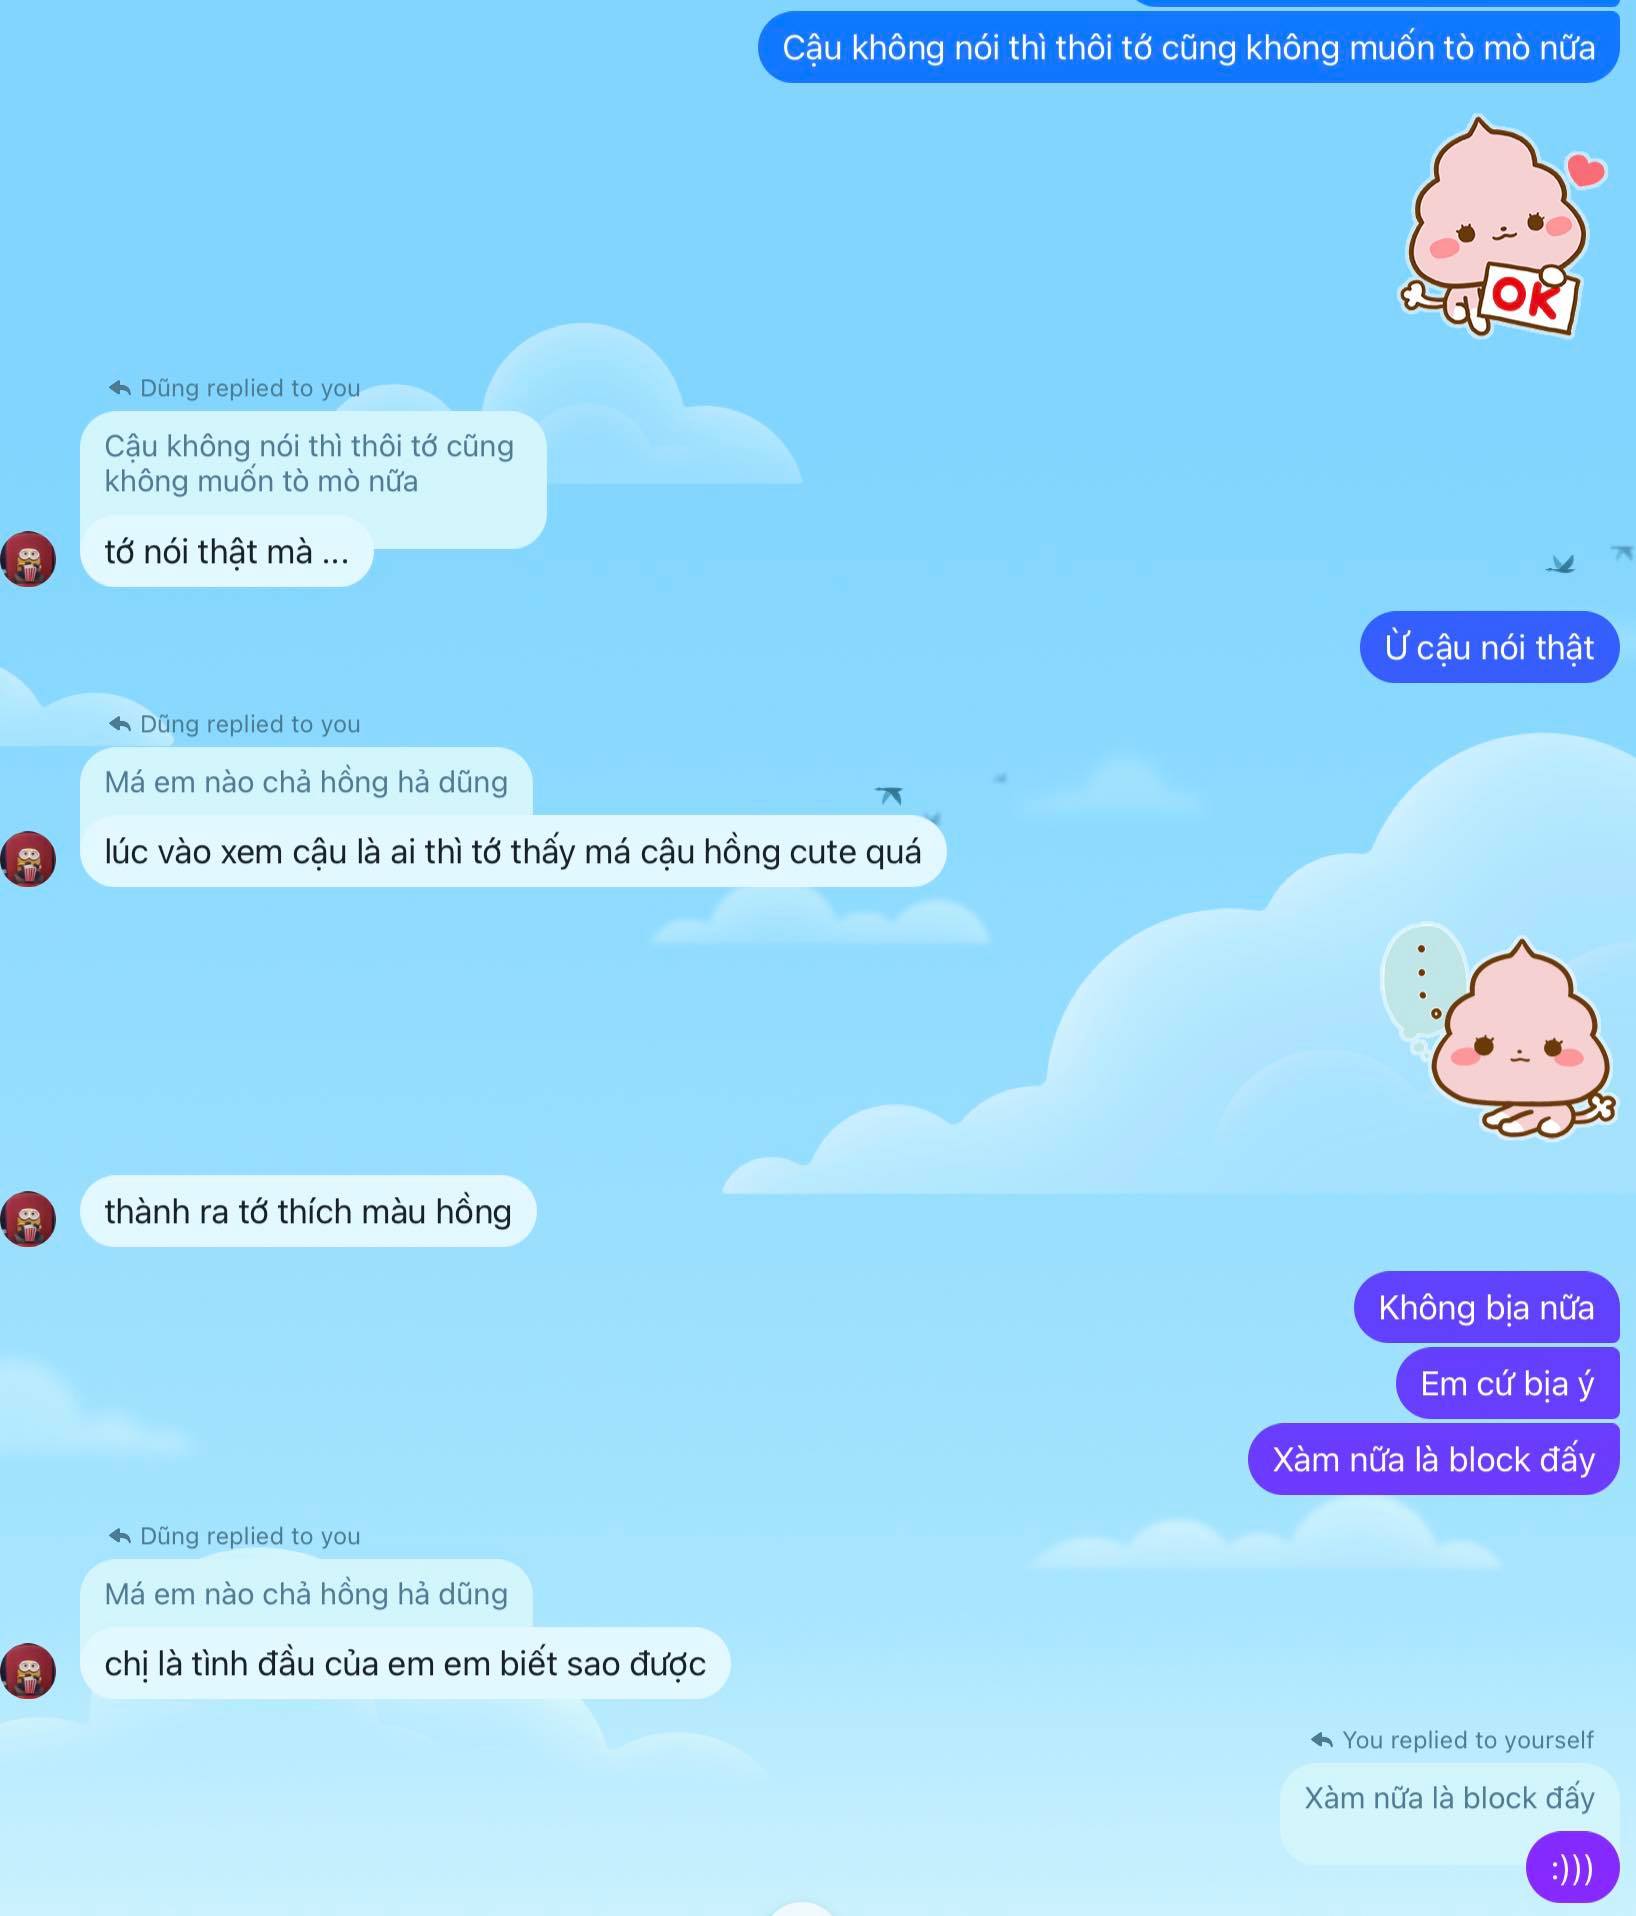 Cậu không nói thì thôi tớ cũng không muốn tò mò nữa
OK
Dũng replied to you
Cậu không nói thì thôi tớ cũng
không muốn tò mò nữa
tớ nói thật mà ...
Ừ cậu nói thật
Dũng replied to you
Má em nào chả hồng hả dũng
lúc vào xem cậu là ai thì tớ thấy má cậu hồng cute quá
thành ra tớ thích màu hồng
Không bịa nữa
Em cứ bịa ý
Xàm nữa là block đấy
Dũng replied to you
Má em nào chả hồng hả dũng
chị là tình đầu của em em biết sao được
You replied to yourself
Xàm nữa là block đấy
:)))